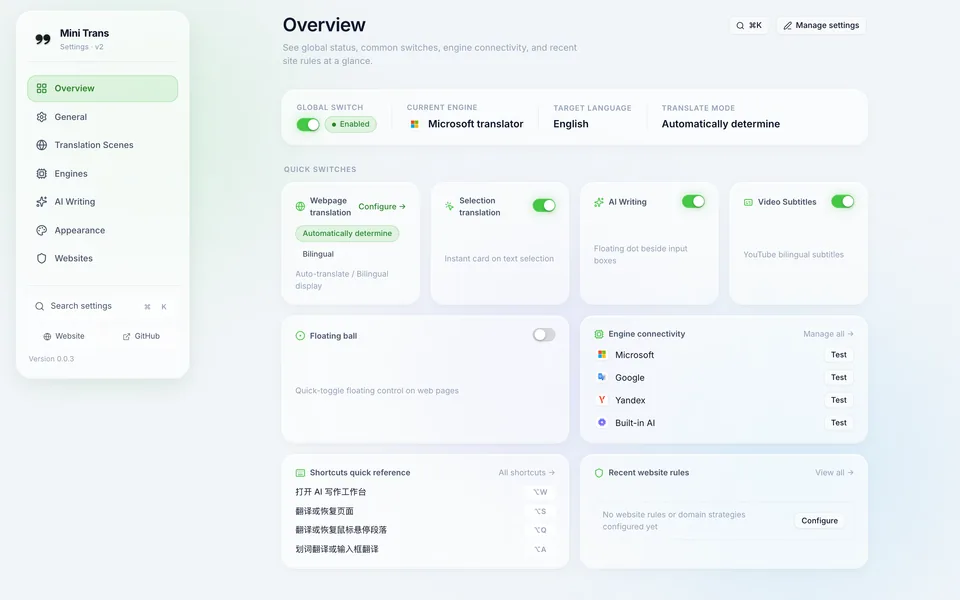 Mini Trans
Settings · v2
Overview
General
Translation Scenes
Engines
AI Writing
Appearance
Websites
Search settings ⌘ K
Website GitHub
Version 0.0.3
Overview
⌘K Manage settings
See global status, common switches, engine connectivity, and recent
site rules at a glance.
GLOBAL SWITCH
Enabled
CURRENT ENGINE
Microsoft translator
TARGET LANGUAGE
English
TRANSLATE MODE
Automatically determine
QUICK SWITCHES
Webpage
translation
Configure →
Automatically determine
Bilingual
Auto-translate / Bilingual
display
Selection
translation
Instant card on text selection
AI Writing
Floating dot beside input
boxes
Video Subtitles
YouTube bilingual subtitles
Floating ball
Quick-toggle floating control on web pages
Engine connectivity Manage all →
Microsoft Test
Google Test
Yandex Test
Built-in AI Test
Shortcuts quick reference All shortcuts →
打开 AI 写作工作台 ⌥W
翻译或恢复页面 ⌥S
翻译或恢复鼠标悬停段落 ⌥Q
划词翻译或输入框翻译 ⌥A
Recent website rules View all →
No website rules or domain strategies
configured yet
Configure